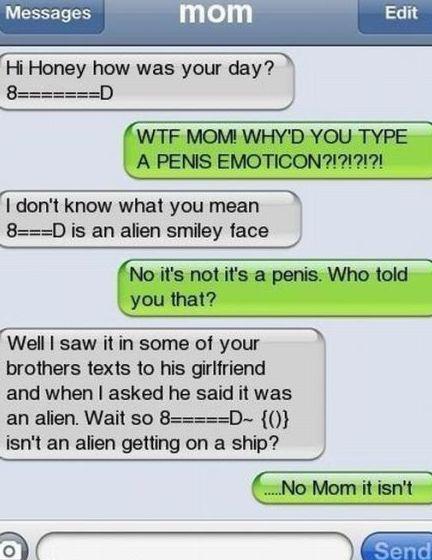 Messages mom Edit
Hi Honey how was your day?
8=======D
WTF MOM! WHY'D YOU TYPE
A PENIS EMOTICON?!?!?!?!
I don't know what you mean
8===D is an alien smiley face
No it's not it's a penis. Who told
you that?
Well I saw it in some of your
brothers texts to his girlfriend
and when I asked he said it was
an alien. Wait so 8=====D~ {()}
isn't an alien getting on a ship?
.....No Mom it isn't
Send